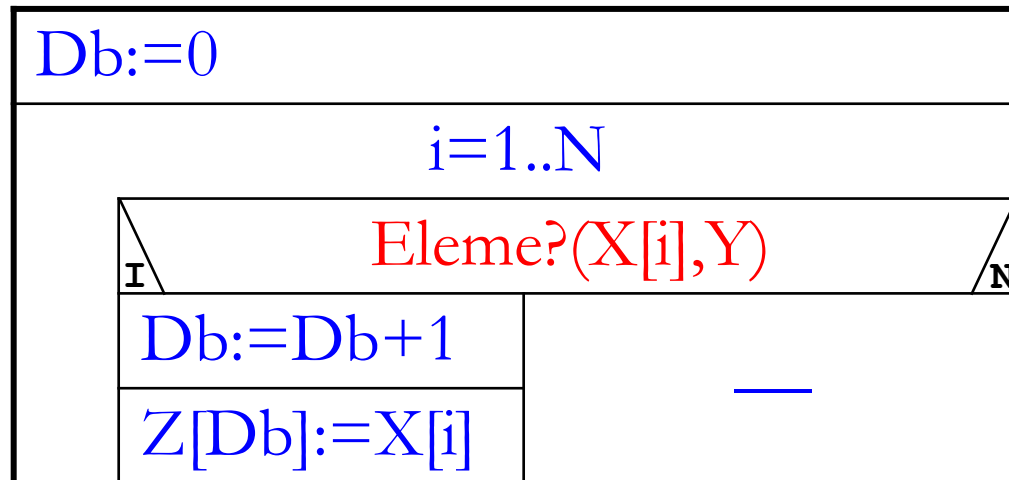 Db:=0
i=1..N
Eleme?(X[i],Y)
I
N
Db:=Db+1
—
Z[Db]:=X[i]